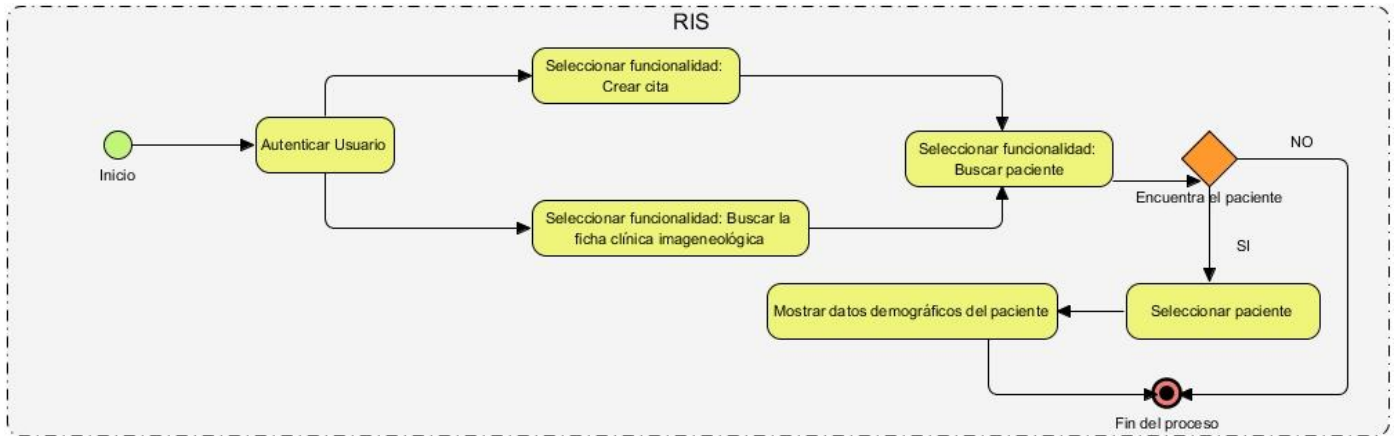 RIS
Seleccionar funcionalidad:
Crear cita
Autenticar Usuario
Inicio
Seleccionar funcionalidad:
Buscar paciente
NO
Encuentra el paciente
Seleccionar funcionalidad: Buscar la
ficha clínica imageneológica
SI
Mostrar datos demográficos del paciente
Seleccionar paciente
Fin del proceso